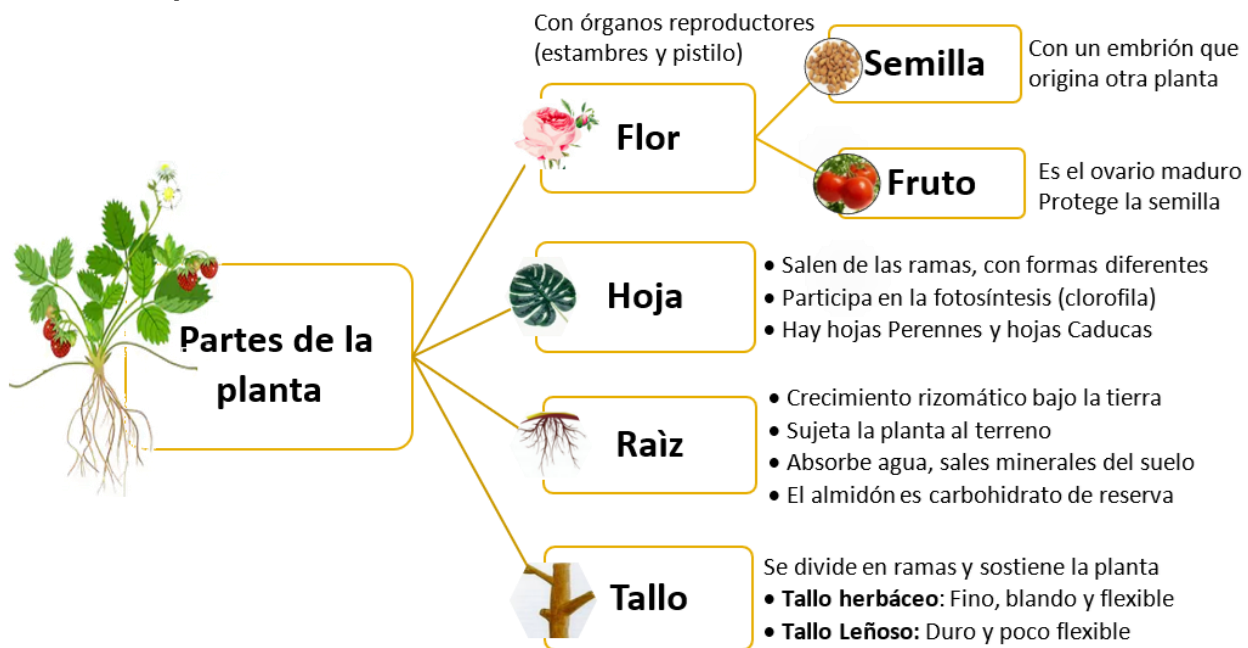 Partes de la
planta
Con órganos reproductores
(estambres y pistilo)
Flor
Semilla
Con un embrión que
origina otra planta
Fruto
Es el ovario maduro
Protege la semilla
Hoja
• Salen de las ramas, con formas diferentes
• Participa en la fotosíntesis (clorofila)
• Hay hojas Perennes y hojas Caducas
Raìz
• Crecimiento rizomático bajo la tierra
• Sujeta la planta al terreno
• Absorbe agua, sales minerales del suelo
• El almidón es carbohidrato de reserva
Tallo
Se divide en ramas y sostiene la planta
• Tallo herbáceo: Fino, blando y flexible
• Tallo Leñoso: Duro y poco flexible